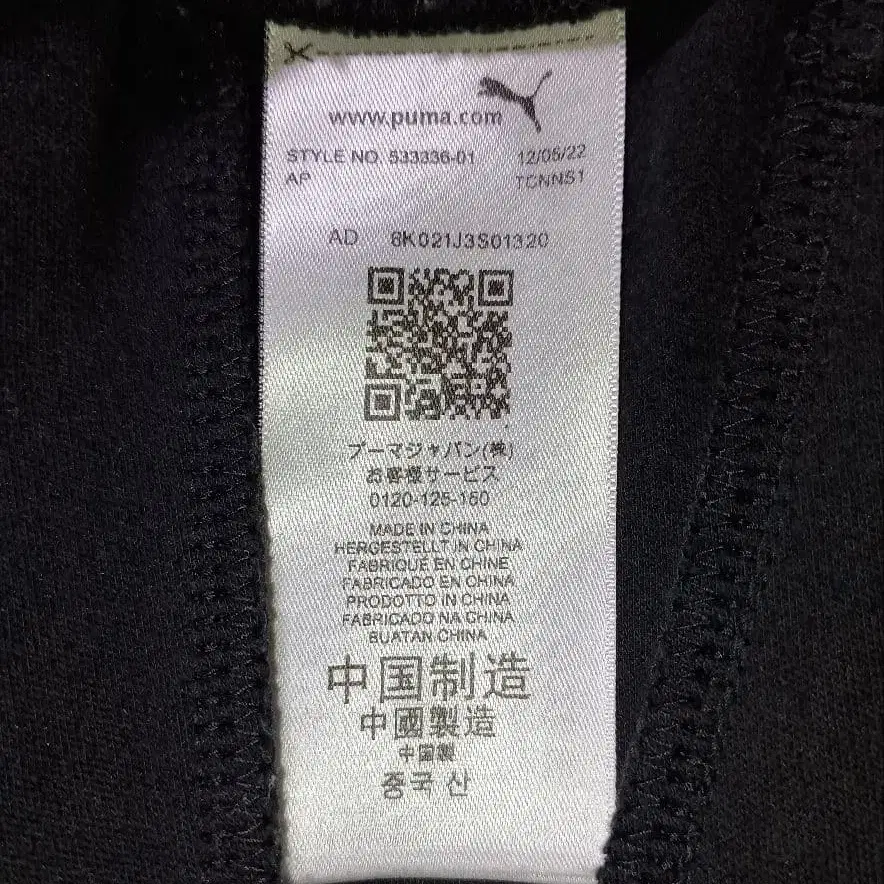 www.puma.com
STYLE NO. 533336-01 12/05/22
AP TCNNS1
AD 8K021J3S01320
プーマジャパン(株)
お客様サービス
0120-125-150
MADE IN CHINA
HERGESTELLT IN CHINA
FABRIQUE EN CHINE
FABRICADO EN CHINA
PRODOTTO IN CHINA
FABRICADO NA CHINA
BUATAN CHINA
中国制造
中國製造
中国製
중국 산